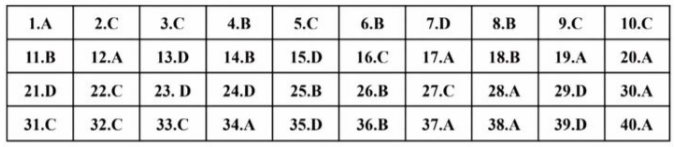 1.A 2.C 3.C 4.B 5.C 6.B 7.D 8.B 9.C 10.C
11.B 12.A 13.D 14.B 15.D 16.C 17.A 18.B 19.A 20.A
21.D 22.C 23. D 24.D 25.B 26.B 27.C 28.A 29.D 30.A
31.C 32.C 33.C 34.A 35.D 36.B 37.A 38.A 39.D 40.A